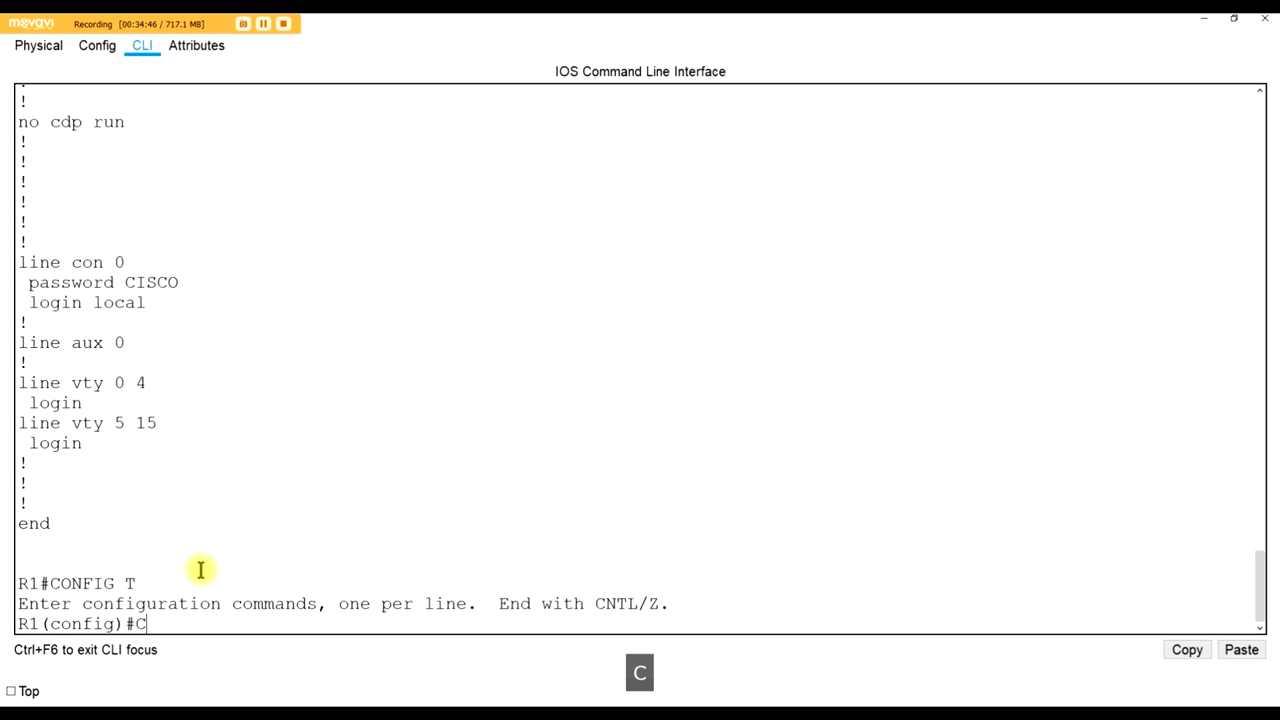 movavi
Recording [00:34:46 / 717.1 MB]
Physical Config CLI Attributes
IOS Command Line Interface
!
!
no cdp run
!
!
!
!
!
!
line con 0
password CISCO
login local
!
line aux 0
!
line vty 0 4
login
line vty 5 15
login
!
!
!
end
R1#CONFIG T
Enter configuration commands, one per line. End with CNTL/Z.
R1(config)#C
Ctrl+F6 to exit CLI focus
Copy Paste
C
Top